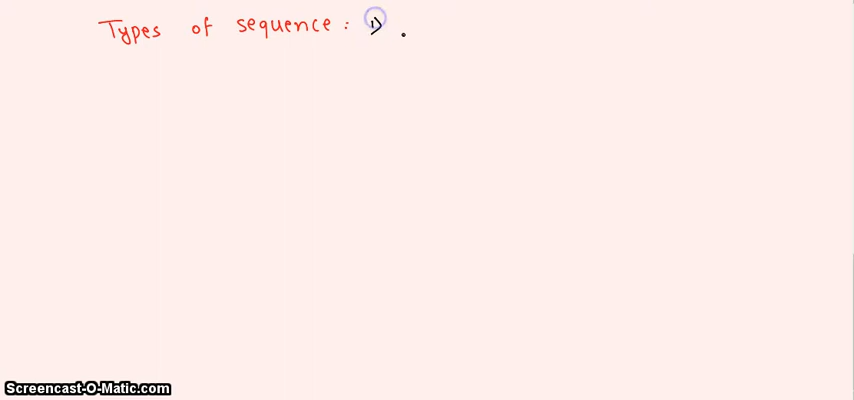 Types of sequence : 1) .
Screencast-O-Matic.com